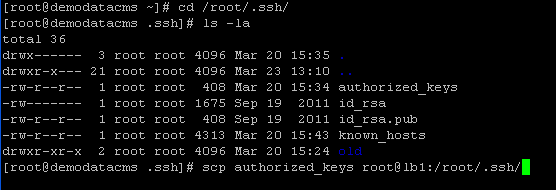 [root@demodatacms ~]# cd /root/.ssh/
[root@demodatacms .ssh]# ls -la
total 36
drwx------  3 root root 4096 Mar 20 15:35 .
drwxr-x--- 21 root root 4096 Mar 23 13:10 ..
-rw-r--r--  1 root root  408 Mar 20 15:34 authorized_keys
-rw-------  1 root root 1675 Sep 19  2011 id_rsa
-rw-r--r--  1 root root  408 Sep 19  2011 id_rsa.pub
-rw-r--r--  1 root root 4313 Mar 20 15:43 known_hosts
drwxr-xr-x  2 root root 4096 Mar 20 15:24 old
[root@demodatacms .ssh]# scp authorized_keys root@lb1:/root/.ssh/